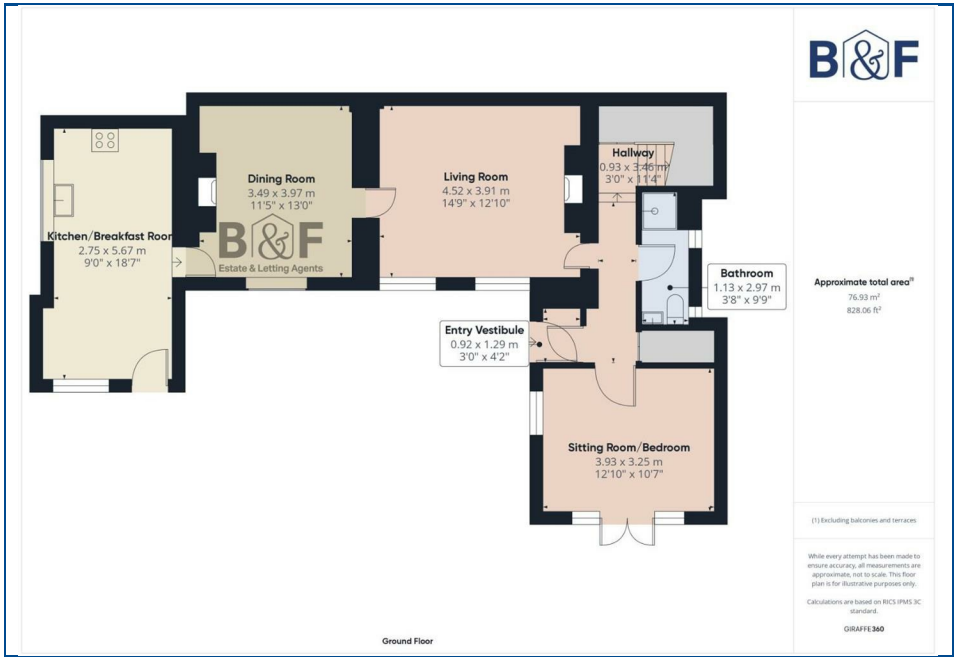 B&F
Dining Room
3.49 x 3.97 m
11'5" x 13'0"
Living Room
4.52 x 3.91 m
14'9" x 12'10"
Hallway
0.93 x 3.46 m
3'0" x 11'4"
Kitchen/Breakfast Room
2.75 x 5.67 m
9'0" x 18'7"
B&F
Estate & Letting Agents
Bathroom
1.13 x 2.97 m
3'8" x 9'9"
Entry Vestibule
0.92 x 1.29 m
3'0" x 4'2"
Sitting Room/Bedroom
3.93 x 3.25 m
12'10" x 10'7"
Ground Floor
Approximate total area(1)
76.93 m²
828.06 ft²
(1) Excluding balconies and terraces
While every attempt has been made to
ensure accuracy, all measurements are
approximate, not to scale. This floor
plan is for illustrative purposes only.
Calculations are based on RICS IPMS 3C
standard.
GIRAFFE360